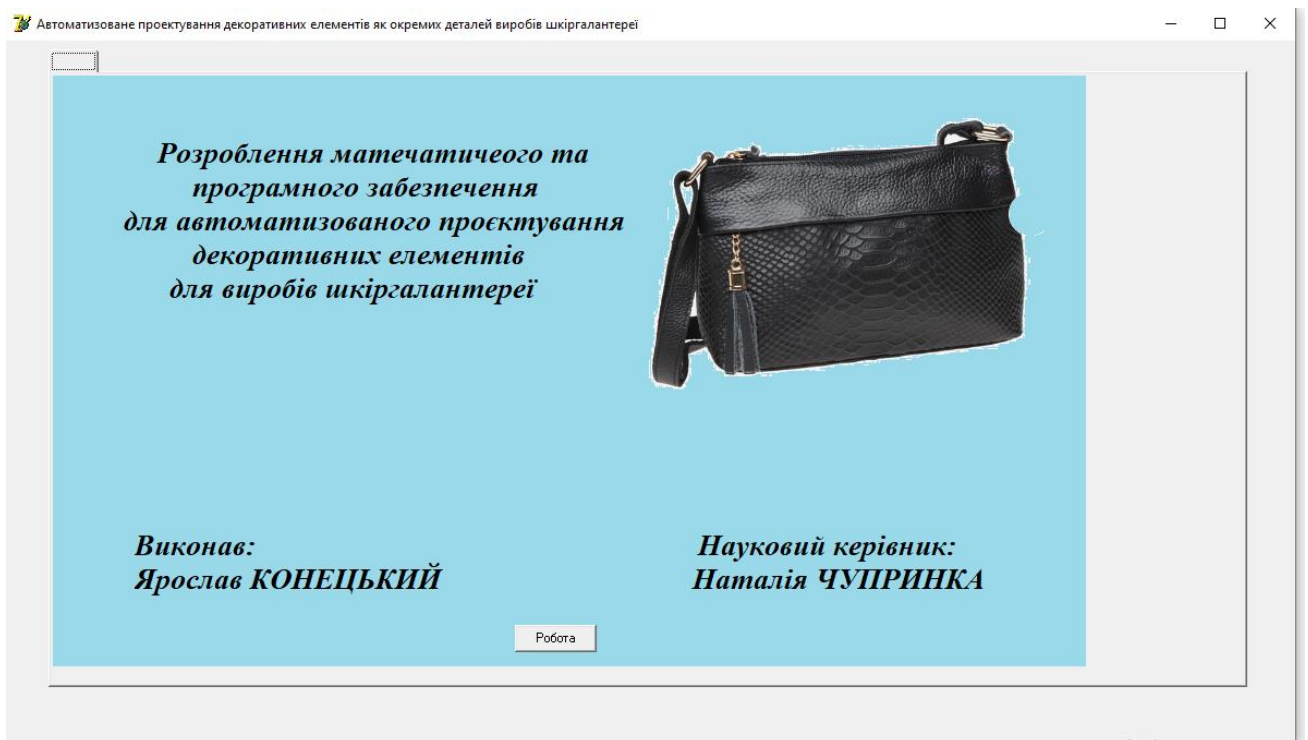 Автоматизоване проектування декоративних елементів як окремих деталей виробів шкіргалантереї
Розроблення матечатичеого та
програмного забезпечення
для автоматизованого проєктування
декоративних елементів
для виробів шкіргалантереї
Виконав:
Ярослав КОНЕЦЬКИЙ
Науковий керівник:
Наталія ЧУПРИНКА
Робота